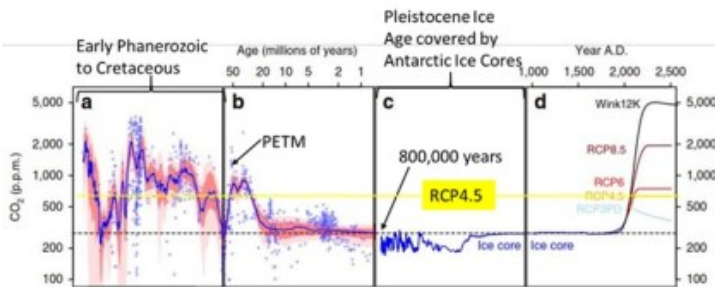 Early Phanerozoic
to Cretaceous
Age (millions of years)
50 20 10 5 2 1
Pleistocene Ice
Age covered by
Antarctic Ice Cores
Year A.D.
1,000 1,500 2,000 2,500
a
b
c
d
CO₂ (p.p.m.)
5,000
2,000
1,000
500
200
100
PETM
800,000 years
RCP4.5
Ice core
Ice core
Wink12K
RCP8.5
RCP6
RCP4.5
RCP3PD
5,000
2,000
1,000
500
200
100